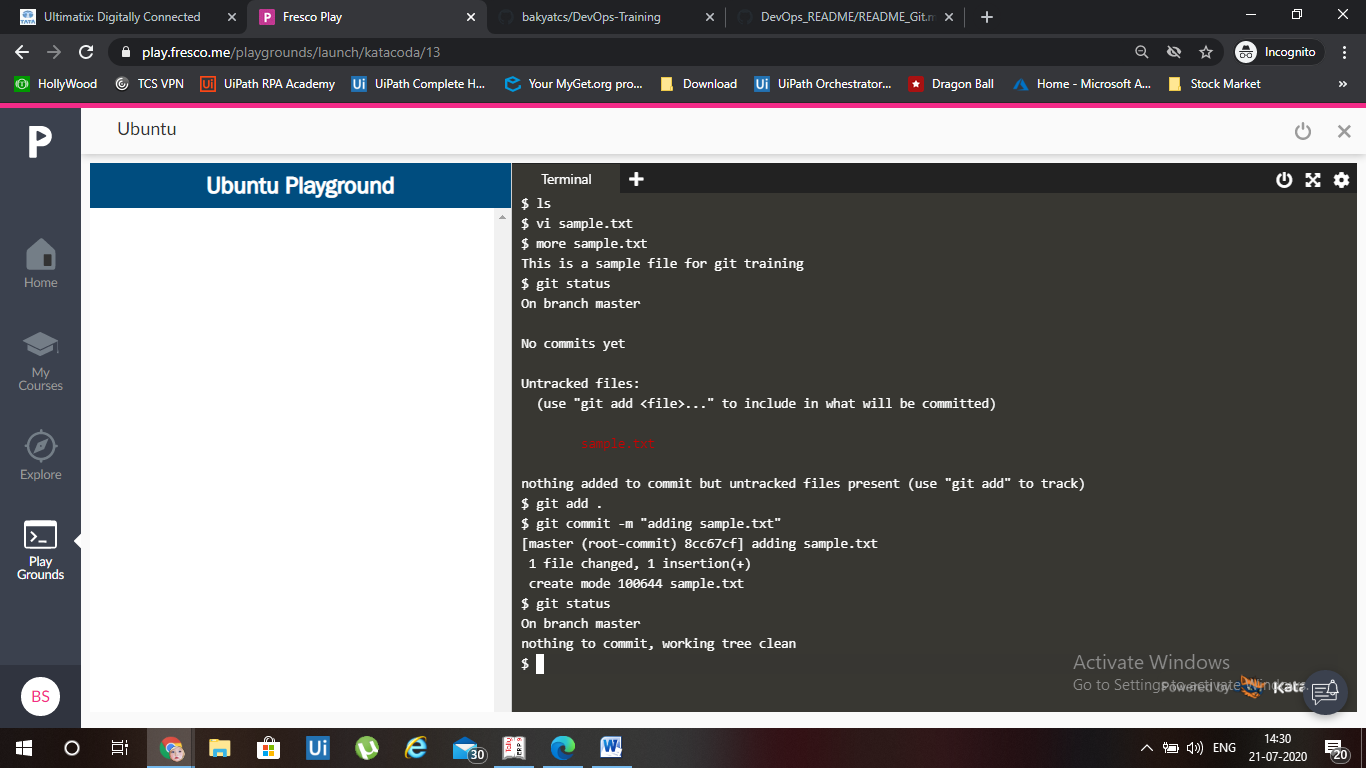 Ultimatix: Digitally Connected
Fresco Play
bakyatcs/DevOps-Training
DevOps_README/README_Git.m
play.fresco.me/playgrounds/launch/katacoda/13
Incognito
HollyWood
TCS VPN
UiPath RPA Academy
UiPath Complete H...
Your MyGet.org pro...
Download
UiPath Orchestrator...
Dragon Ball
Home - Microsoft A...
Stock Market
»
P
Ubuntu
Ubuntu Playground
Home
My
Courses
Explore
Play
Grounds
BS
Terminal
$ ls
$ vi sample.txt
$ more sample.txt
This is a sample file for git training
$ git status
On branch master
No commits yet
Untracked files:
(use "git add <file>..." to include in what will be committed)
sample.txt
nothing added to commit but untracked files present (use "git add" to track)
$ git add .
$ git commit -m "adding sample.txt"
[master (root-commit) 8cc67cf] adding sample.txt
1 file changed, 1 insertion(+)
create mode 100644 sample.txt
$ git status
On branch master
nothing to commit, working tree clean
$
Activate Windows
Go to Settings to activate Windows.
Powered by
Kata
Ui
30
ENG
14:30
21-07-2020
20